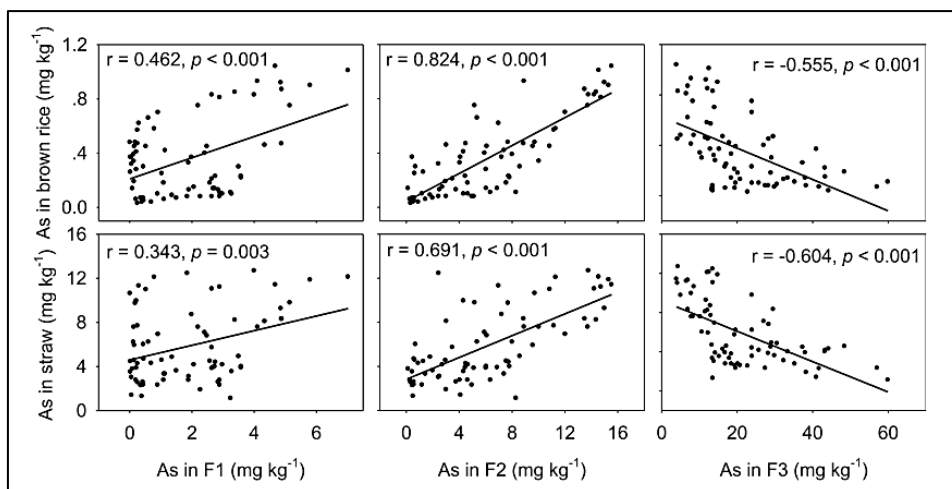 r = 0.462, p < 0.001
r = 0.824, p < 0.001
r = -0.555, p < 0.001
As in brown rice (mg kg⁻¹)
1.2
.8
.4
0.0
r = 0.343, p = 0.003
r = 0.691, p < 0.001
r = -0.604, p < 0.001
As in straw (mg kg⁻¹)
16
12
8
4
0
0 2 4 6
0 4 8 12 16
0 20 40 60
As in F1 (mg kg⁻¹)
As in F2 (mg kg⁻¹)
As in F3 (mg kg⁻¹)